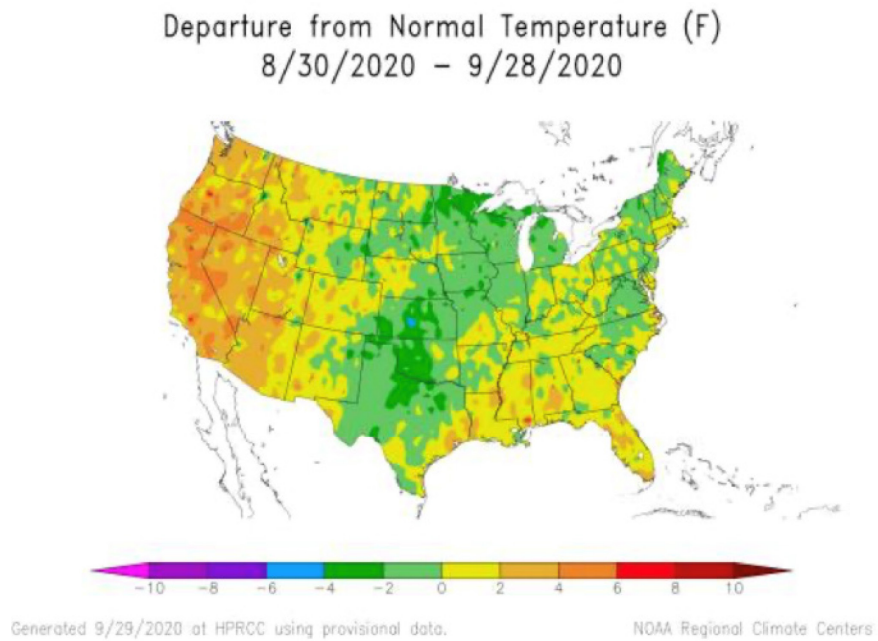 Departure from Normal Temperature (F)
8/30/2020 - 9/28/2020
-10 -8 -6 -4 -2 0 2 4 6 8 10
Generated 9/29/2020 at HPRCC using provisional data.
NOAA Regional Climate Centers